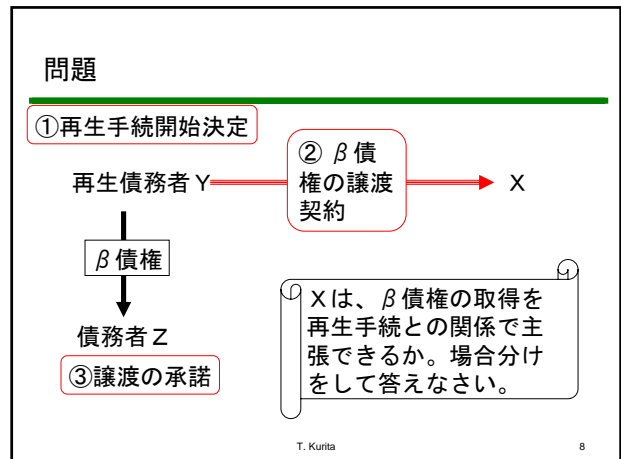 問題
①再生手続開始決定
② β債
権の譲渡
契約
再生債務者Y
X
β債権
債務者Z
③譲渡の承諾
Xは、β債権の取得を
再生手続との関係で主
張できるか。場合分け
をして答えなさい。
T. Kurita
8